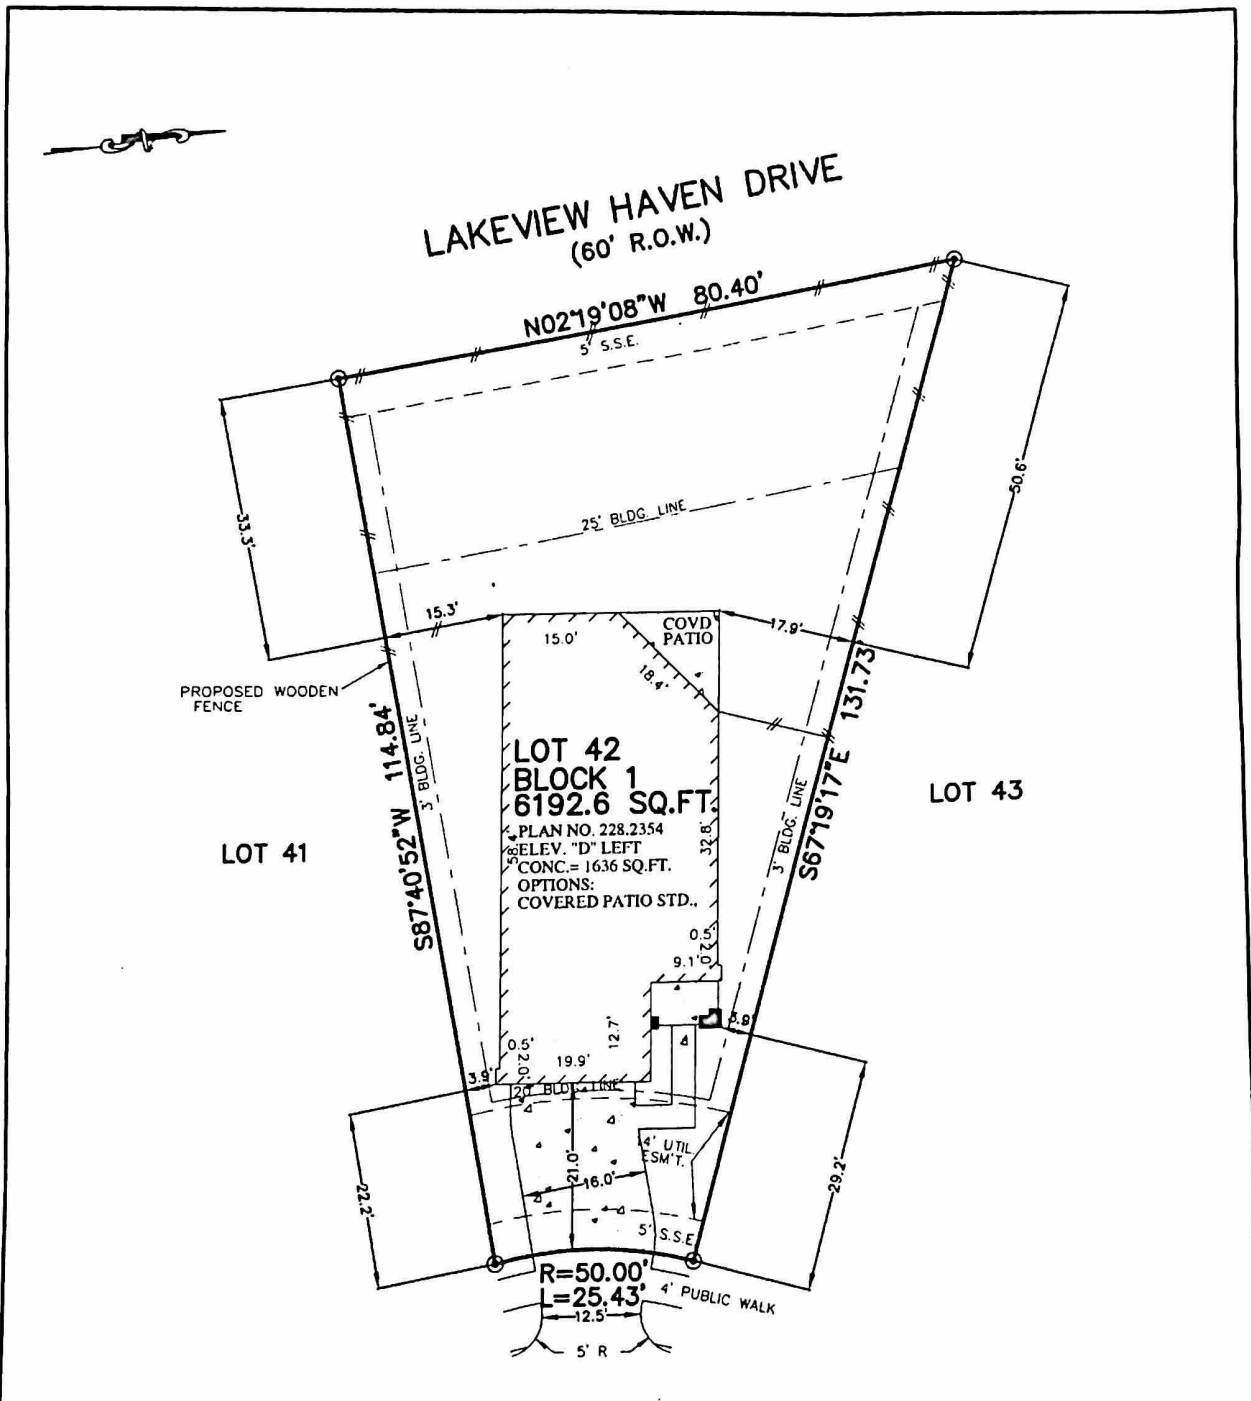 LAKEVIEW HAVEN DRIVE
(60' R.O.W.)
N02°19'08"W 80.40'
5' S.S.E.
50.6'
33.3'
25' BLDG. LINE
15.3'
COVD
PATIO
17.9'
15.0'
18.4'
PROPOSED WOODEN
FENCE
131.73'
S67°19'17"E
114.84'
S87°40'52"W
3' BLDG. LINE
LOT 42
BLOCK 1
6192.6 SQ.FT.
PLAN NO. 228.2354
ELEV. "D" LEFT
CONC.= 1636 SQ.FT.
OPTIONS:
COVERED PATIO STD.,
58.4'
32.8'
3' BLDG. LINE
LOT 43
LOT 41
0.5'
2.0'
9.1'
3.9'
12.7'
0.5'
2.0'
19.9'
3.9'
20' BLDG. LINE
4' UTIL
ESM'T.
21.0'
16.0'
22.2'
29.2'
5' S.S.E
R=50.00'
L=25.43'
4' PUBLIC WALK
12.5'
5' R